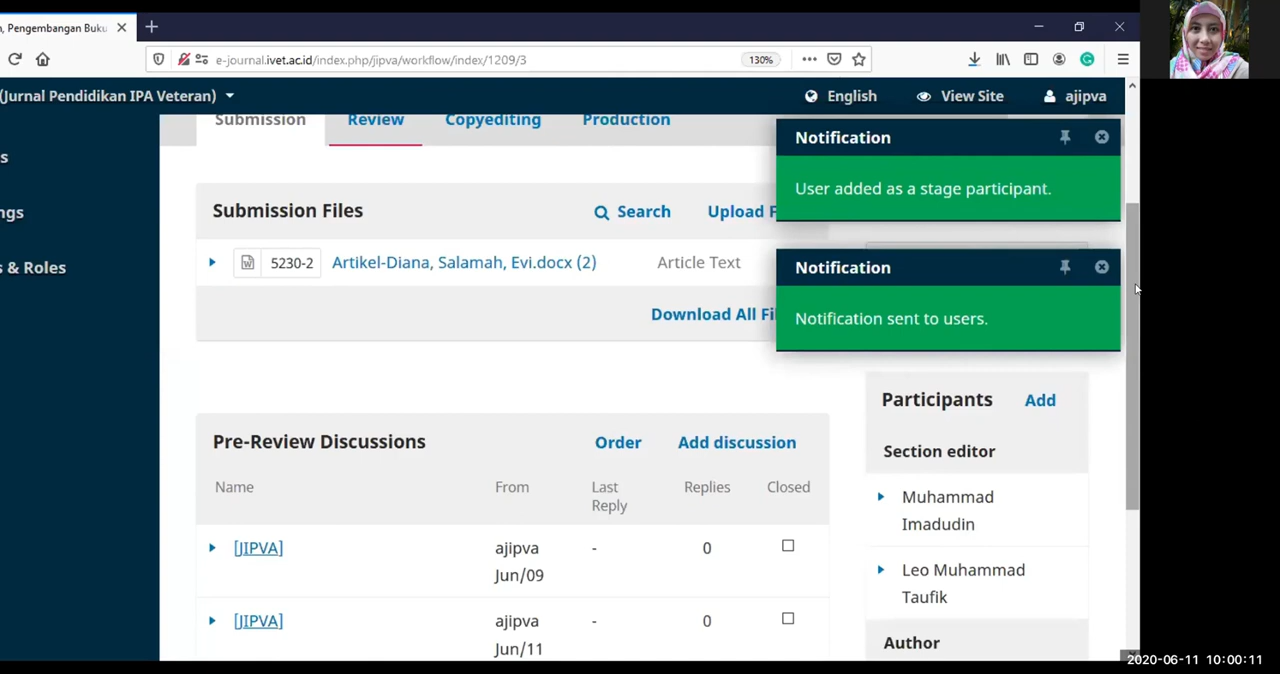 , Pengembangan Buku
e-journal.ivet.ac.id/index.php/jipva/workflow/index/1209/3
130%
(Jurnal Pendidikan IPA Veteran)
English
View Site
ajipva
s
ngs
s & Roles
Submission
Review
Copyediting
Production
Notification
User added as a stage participant.
Submission Files
Search
Upload F
5230-2
Artikel-Diana, Salamah, Evi.docx (2)
Article Text
Notification
Notification sent to users.
Download All Fi
Participants
Add
Section editor
Muhammad
Imadudin
Leo Muhammad
Taufik
Author
Pre-Review Discussions
Order
Add discussion
Name
From
Last
Reply
Replies
Closed
[JIPVA]
ajipva
Jun/09
-
0
[JIPVA]
ajipva
Jun/11
-
0
2020-06-11 10:00:11